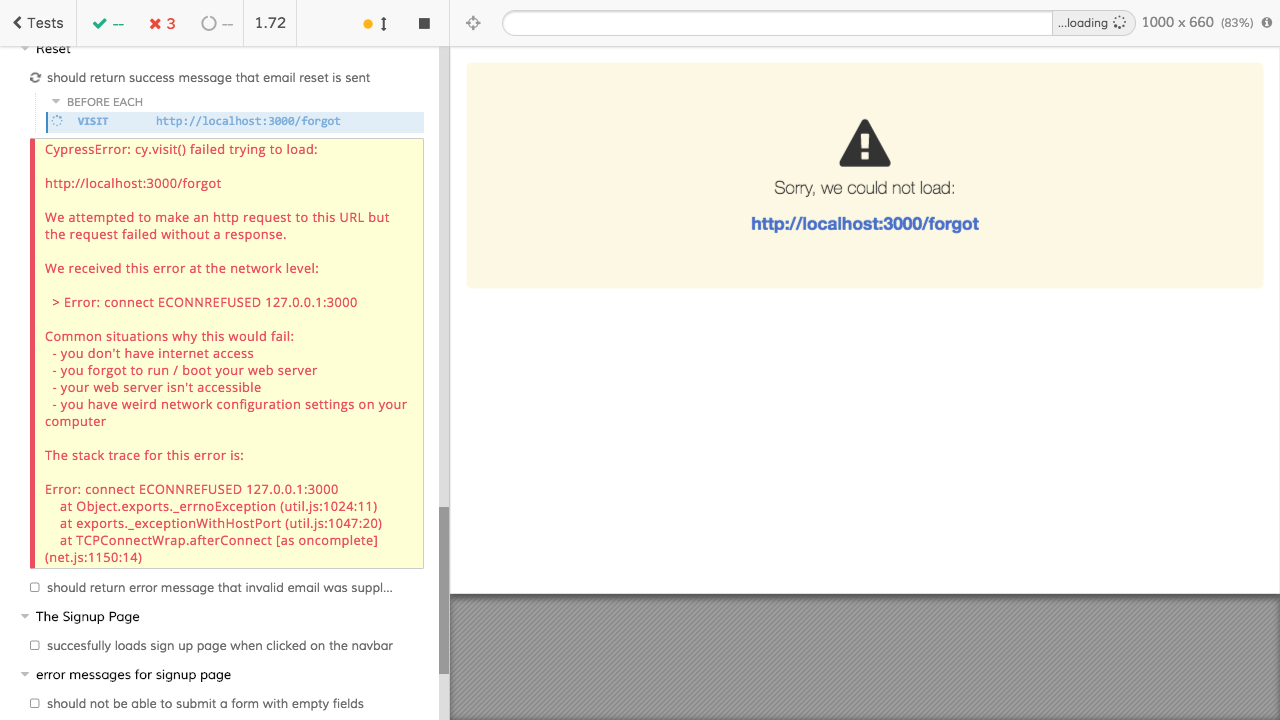 Tests
--
3
--
1.72
Reset
should return success message that email reset is sent
BEFORE EACH
VISIT http://localhost:3000/forgot
CypressError: cy.visit() failed trying to load:
http://localhost:3000/forgot
We attempted to make an http request to this URL but
the request failed without a response.
We received this error at the network level:
> Error: connect ECONNREFUSED 127.0.0.1:3000
Common situations why this would fail:
- you don't have internet access
- you forgot to run / boot your web server
- your web server isn't accessible
- you have weird network configuration settings on your
computer
The stack trace for this error is:
Error: connect ECONNREFUSED 127.0.0.1:3000
at Object.exports._errnoException (util.js:1024:11)
at exports._exceptionWithHostPort (util.js:1047:20)
at TCPConnectWrap.afterConnect [as oncomplete]
(net.js:1150:14)
should return error message that invalid email was suppl...
The Signup Page
succesfully loads sign up page when clicked on the navbar
error messages for signup page
should not be able to submit a form with empty fields
...loading
1000 x 660 (83%)
Sorry, we could not load:
http://localhost:3000/forgot